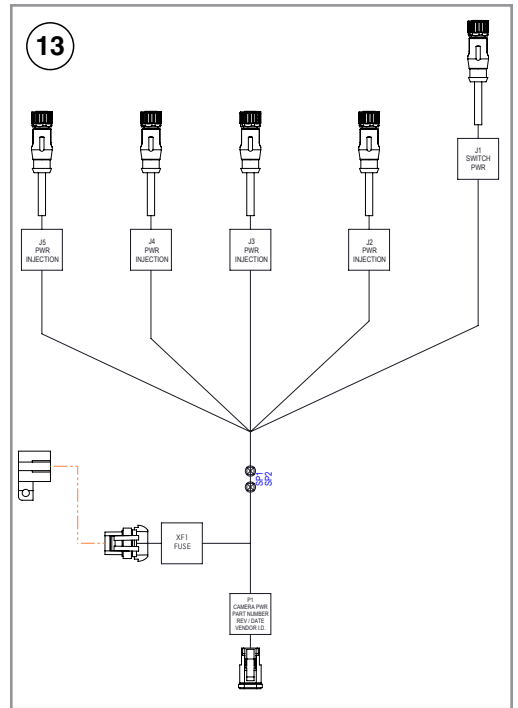 13
J1
SWITCH
PWR
J5
PWR
INJECTION
J4
PWR
INJECTION
J3
PWR
INJECTION
J2
PWR
INJECTION
SP1
SP2
XF1
FUSE
P1
CAMERA PWR
PART NUMBER
REV / DATE
VENDOR I.D.